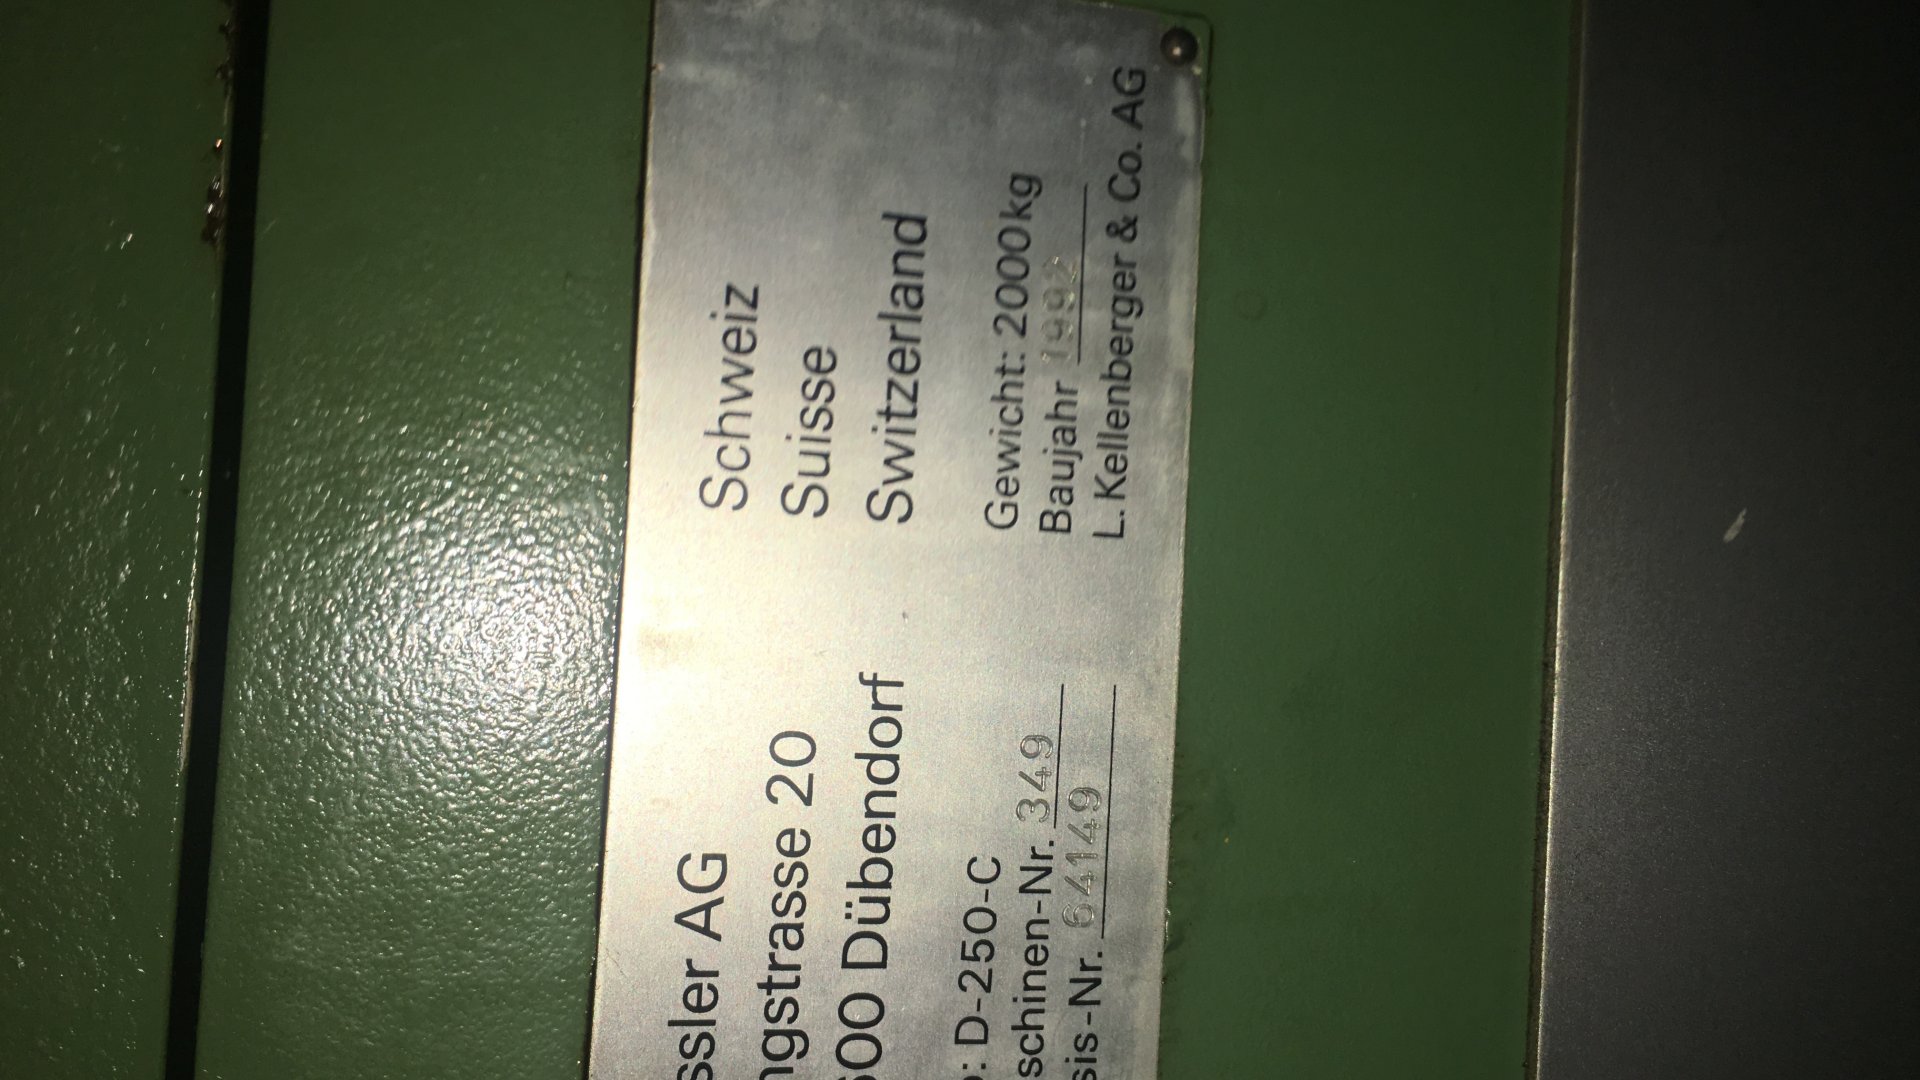 ssler AG Schweiz
ngstrasse 20 Suisse
600 Dübendorf Switzerland
: D-250-C Gewicht: 2000kg
schinen-Nr. 349 Baujahr 1992
sis-Nr. 64149 L. Kellenberger & Co. AG